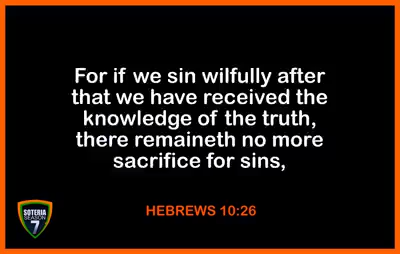 For if we sin wilfully after
that we have received the
knowledge of the truth,
there remaineth no more
sacrifice for sins,
HEBREWS 10:26
SOTERIA
SEASON
7